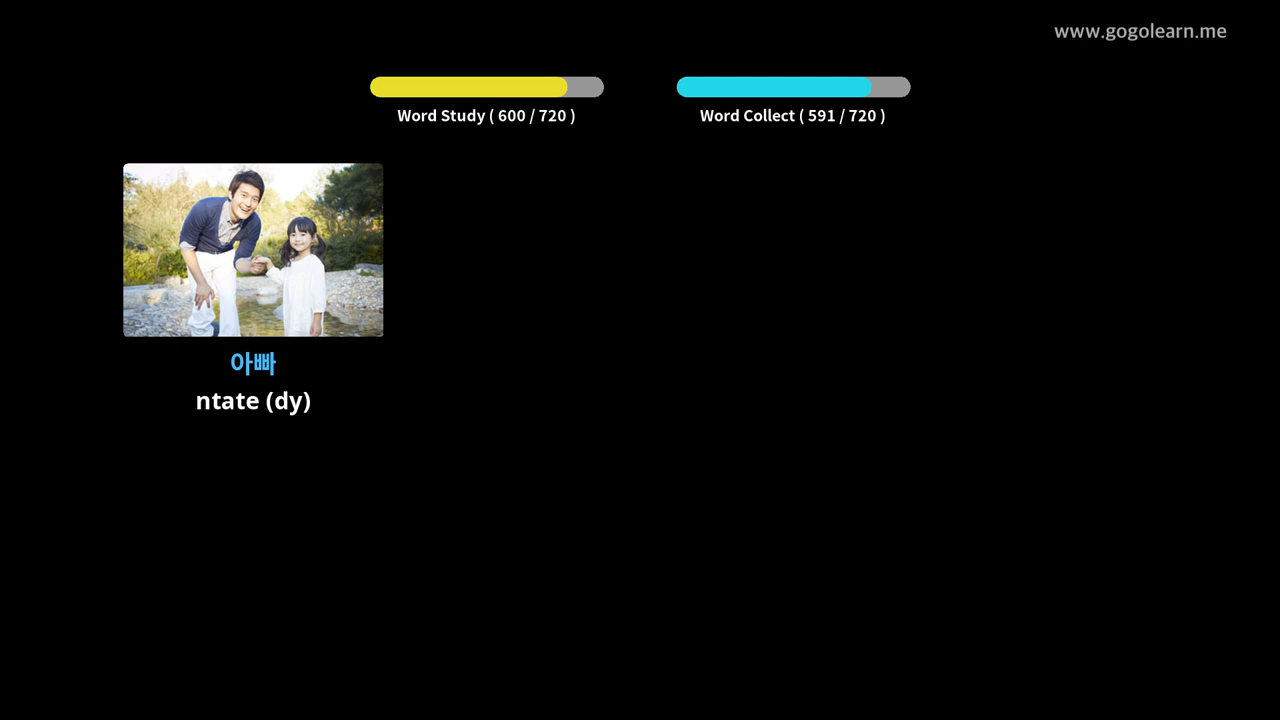 www.gogolearn.me
Word Study ( 600 / 720 )
Word Collect ( 591 / 720 )
아빠
ntate (dy)